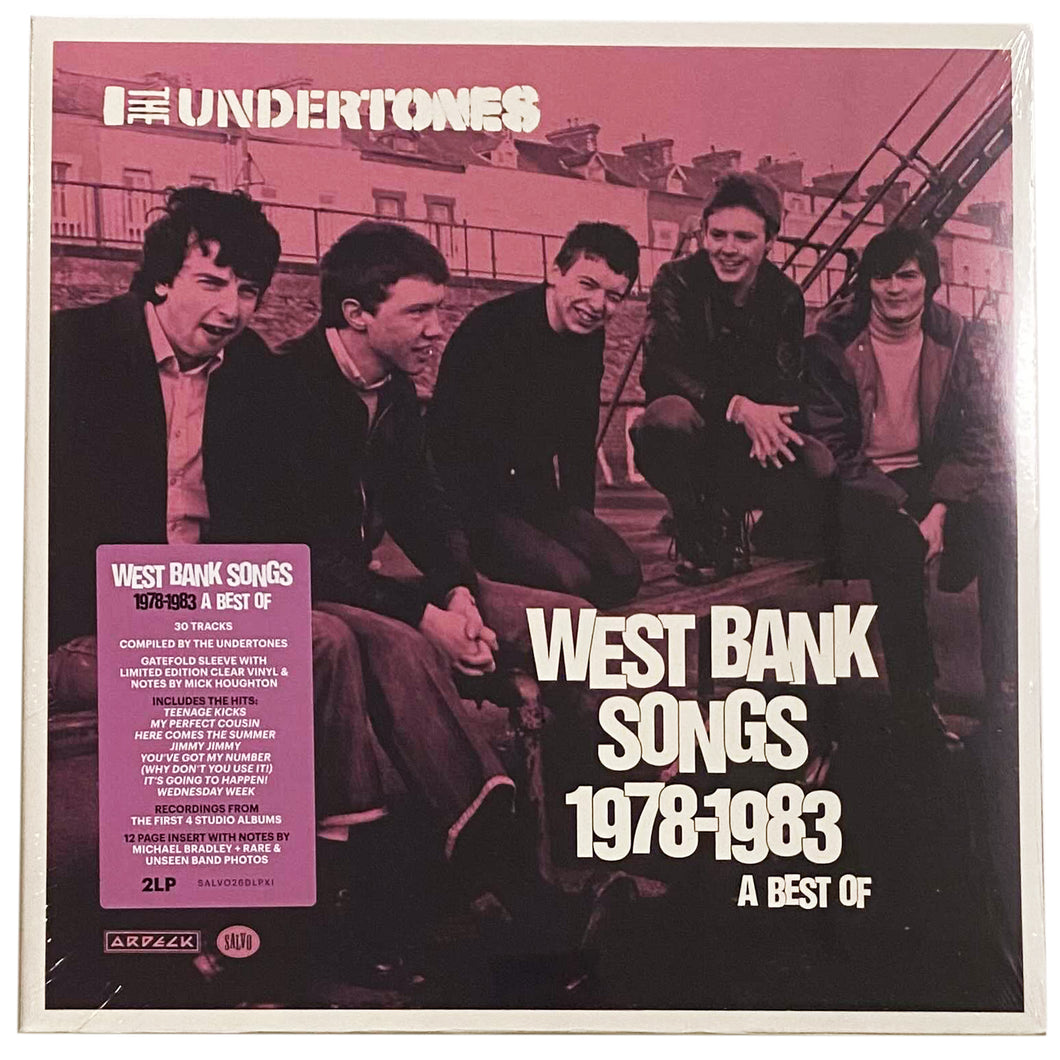 THE UNDERTONES
WEST BANK SONGS
1978-1983 A BEST OF
30 TRACKS
COMPILED BY THE UNDERTONES
GATEFOLD SLEEVE WITH
LIMITED EDITION CLEAR VINYL &
NOTES BY MICK HOUGHTON
INCLUDES THE HITS:
TEENAGE KICKS
MY PERFECT COUSIN
HERE COMES THE SUMMER
JIMMY JIMMY
YOU'VE GOT MY NUMBER
(WHY DON'T YOU USE IT!)
IT'S GOING TO HAPPEN!
WEDNESDAY WEEK
RECORDINGS FROM
THE FIRST 4 STUDIO ALBUMS
12 PAGE INSERT WITH NOTES BY
MICHAEL BRADLEY + RARE &
UNSEEN BAND PHOTOS
2LP SALVO26DLPX1
ARDECK SALVO
WEST BANK
SONGS
1978-1983
A BEST OF